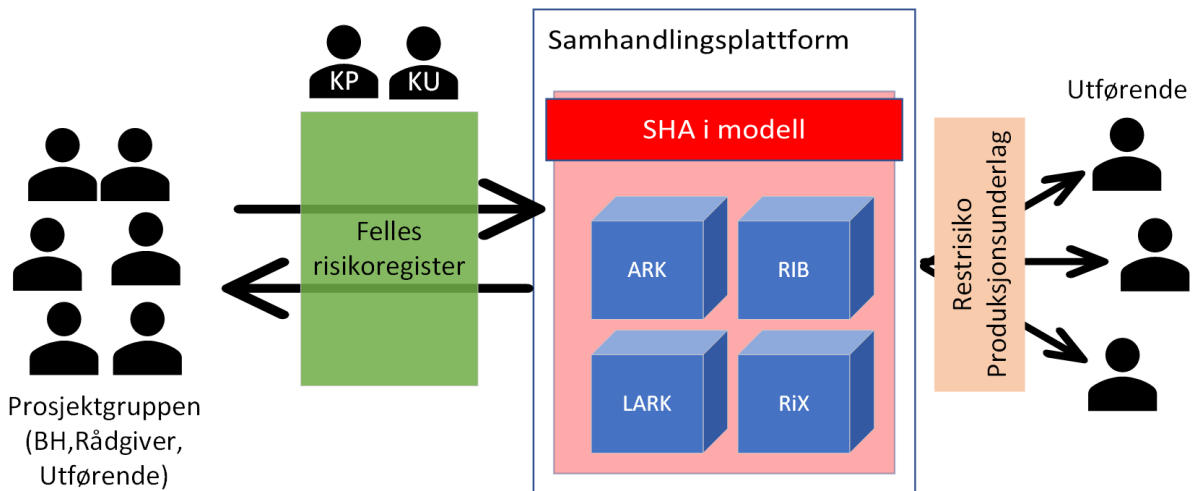 Prosjektgruppen
(BH,Rådgiver,
Utførende)
KP
KU
Felles
risikoregister
Samhandlingsplattform
SHA i modell
ARK
RIB
LARK
RiX
Restrisiko
Produksjonsunderlag
Utførende